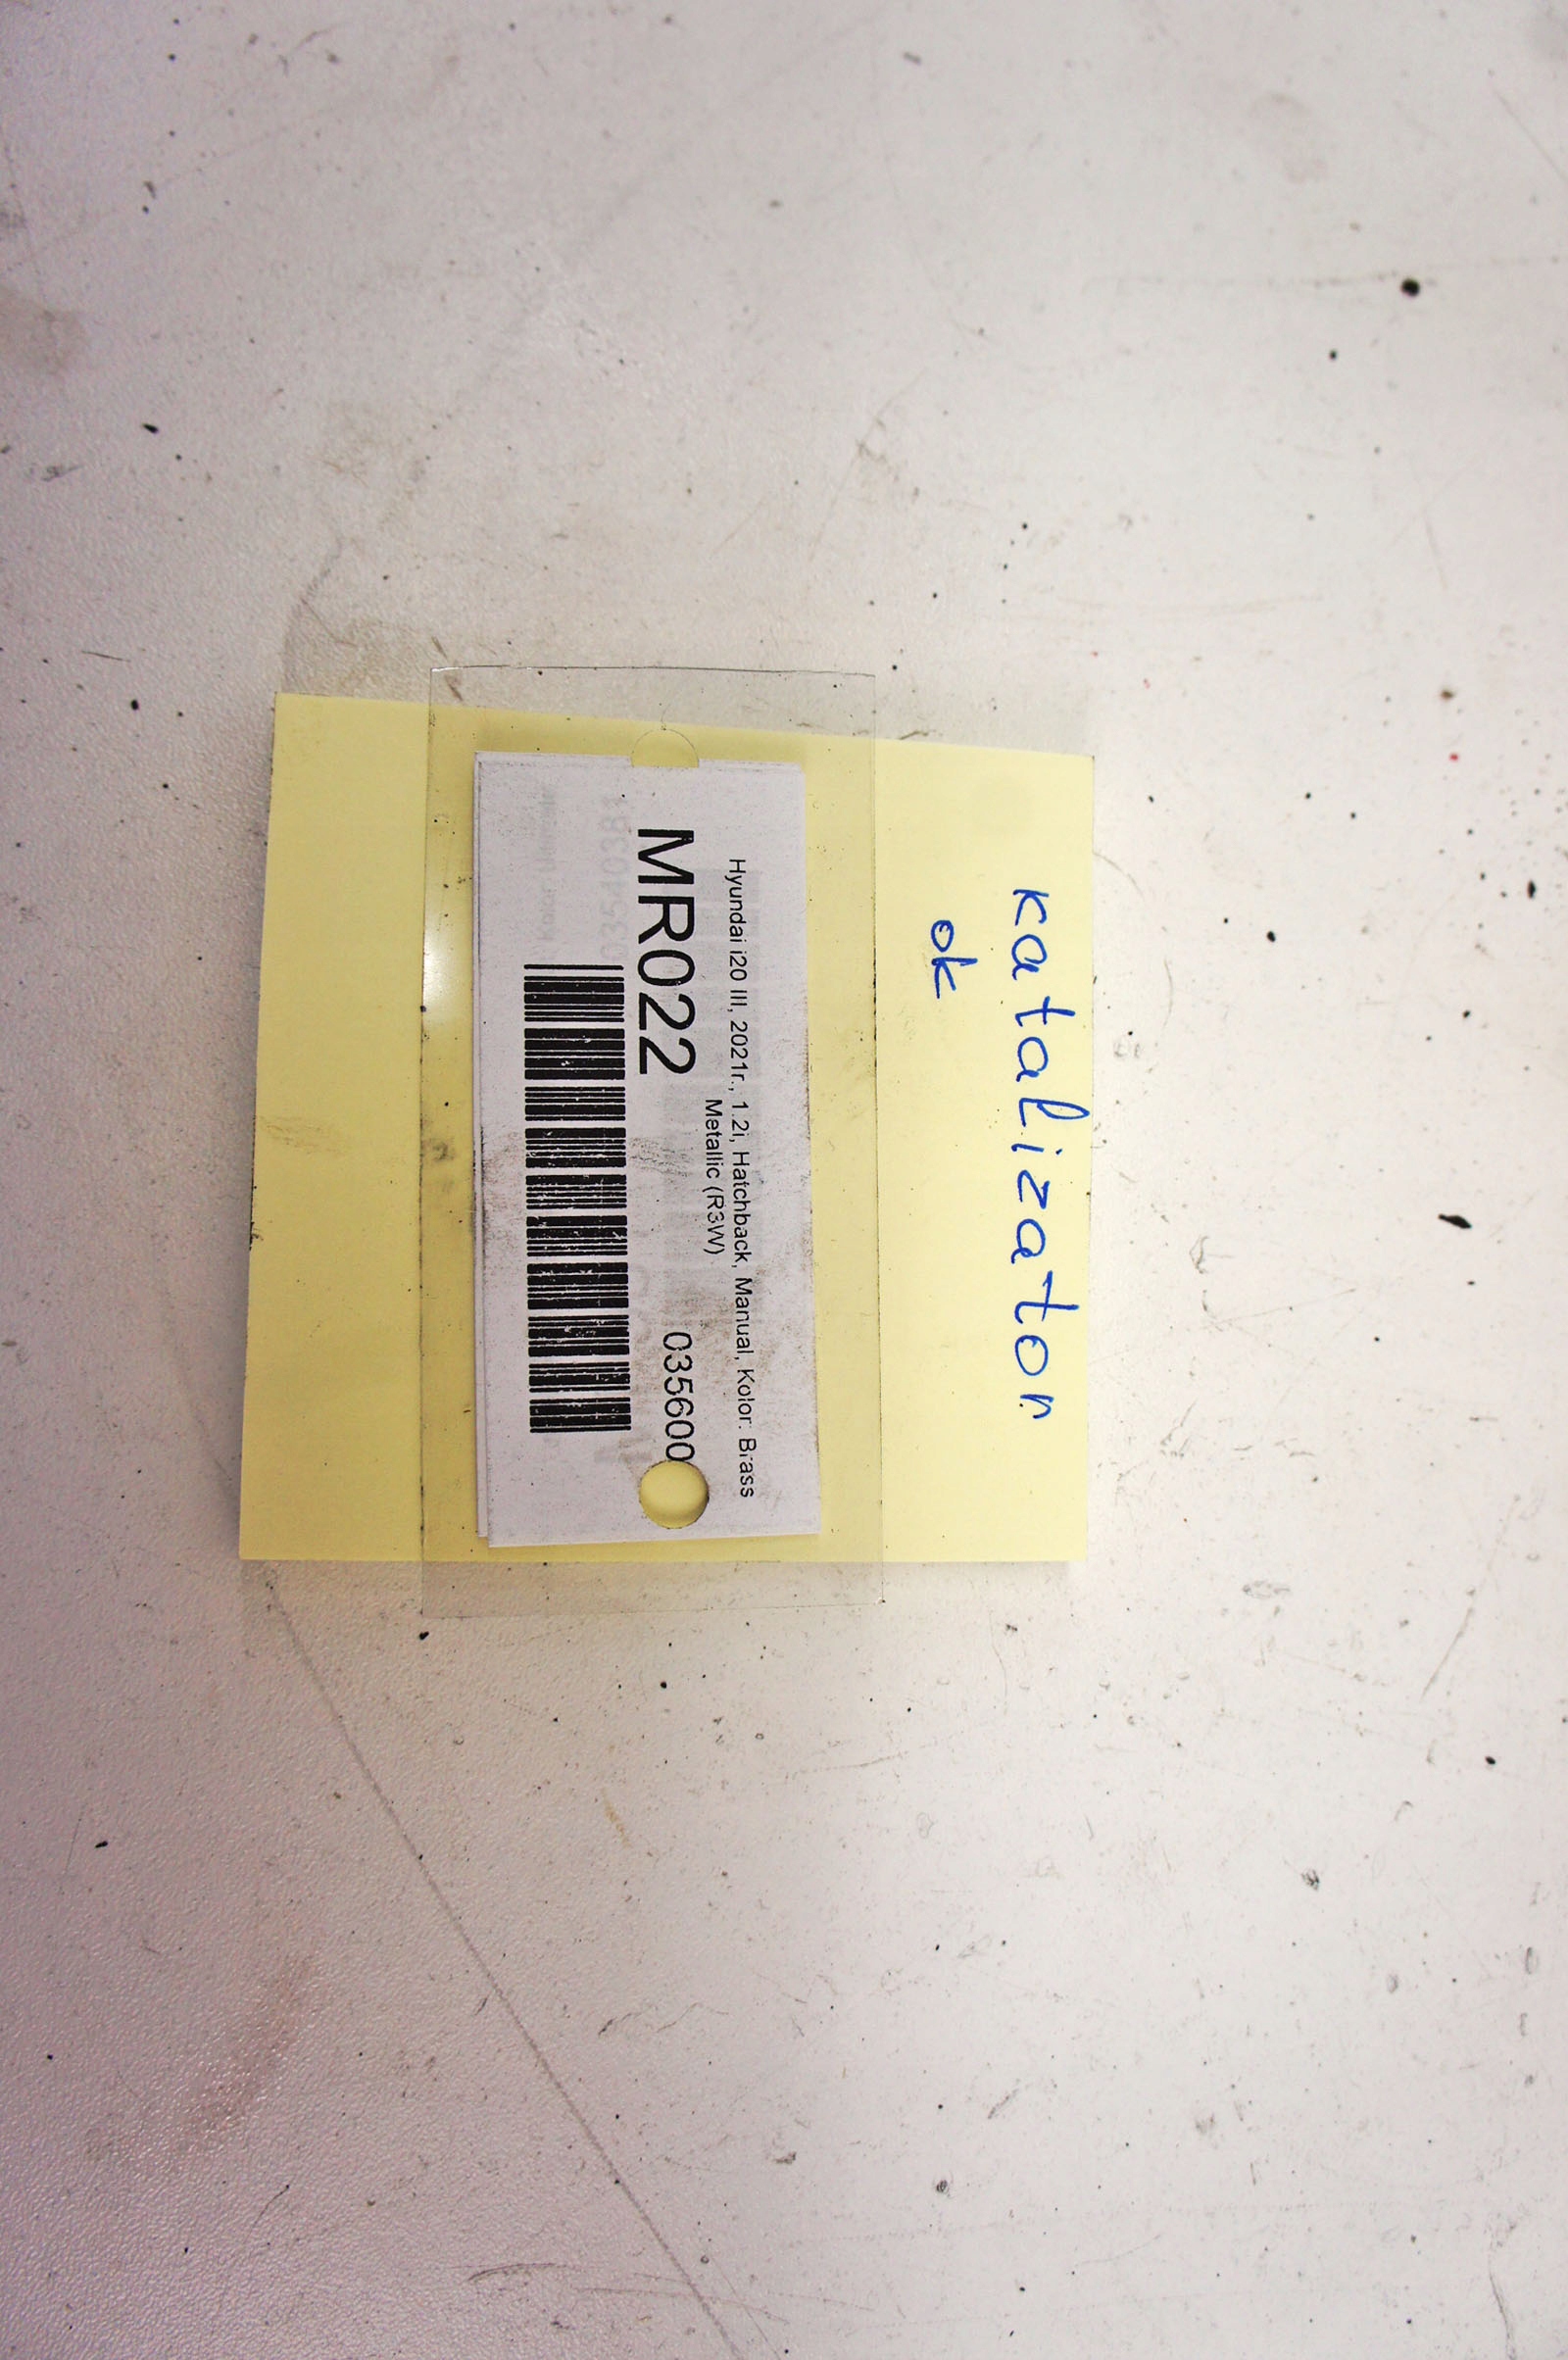 katalizator
ok
Hyundai i20 III, 2021r., 1.2i, Hatchback, Manual, Kolor: Brass
Metallic (R3W)
MR022
035600